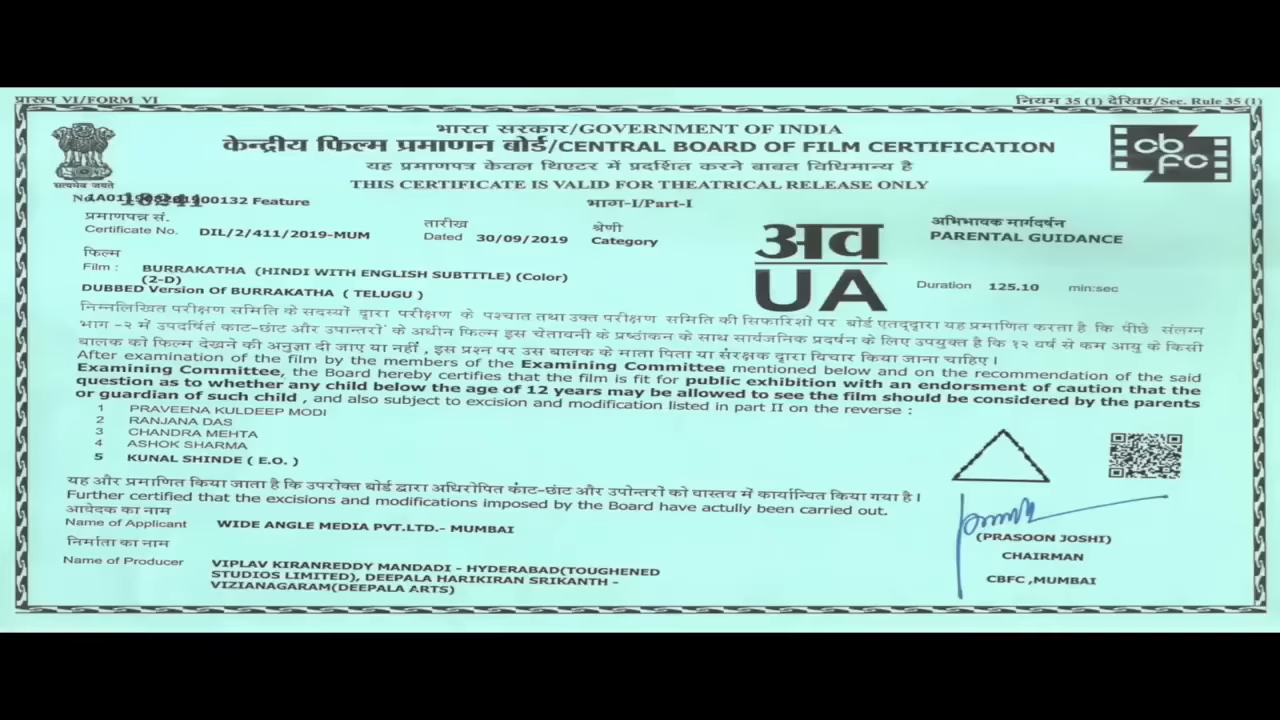 प्रारूप VI/FORM VI
नियम 35 (1) देखिए/Sec. Rule 35 (1)
भारत सरकार/GOVERNMENT OF INDIA
केन्द्रीय फिल्म प्रमाणन बोर्ड/CENTRAL BOARD OF FILM CERTIFICATION
cbfc
यह प्रमाणपत्र केवल थिएटर में प्रदर्शित करने बाबत विधिमान्य है
सत्यमेव जयते
THIS CERTIFICATE IS VALID FOR THEATRICAL RELEASE ONLY
Feature
भाग-I/Part-I
प्रमाणपत्र सं.
Certificate No. DIL/2/411/2019-MUM
तारीख
Dated 30/09/2019
श्रेणी
Category
अव
UA
अभिभावक मार्गदर्षन
PARENTAL GUIDANCE
फिल्म
Film : BURRAKATHA (HINDI WITH ENGLISH SUBTITLE) (Color)
(2-D)
Duration 125.10 min:sec
DUBBED Version Of BURRAKATHA ( TELUGU )
निम्नलिखित परीक्षण समिति के सदस्यों द्वारा परीक्षण के पश्चात तथा उक्त परीक्षण समिति की सिफारिशों पर बोर्ड एतद्द्वारा यह प्रमाणित करता है कि पीछे संलग्न
भाग -२ में उपदर्षित काट-छाँट और उपान्तरों के अधीन फिल्म इस चेतावनी के प्रष्ठांकन के साथ सार्वजनिक प्रदर्षन के लिए उपयुक्त है कि १२ वर्ष से कम आयु के किसी
बालक को फिल्म देखने की अनुज्ञा दी जाए या नहीं , इस प्रश्न पर उस बालक के माता पिता या संरक्षक द्वारा विचार किया जाना चाहिए।
After examination of the film by the members of the Examining Committee mentioned below and on the recommendation of the said
Examining Committee, the Board hereby certifies that the film is fit for public exhibition with an endorsment of caution that the
question as to whether any child below the age of 12 years may be allowed to see the film should be considered by the parents
or guardian of such child , and also subject to excision and modification listed in part II on the reverse :
1 PRAVEENA KULDEEP MODI
2 RANJANA DAS
3 CHANDRA MEHTA
4 ASHOK SHARMA
5 KUNAL SHINDE ( E.O. )
यह और प्रमाणित किया जाता है कि उपरोक्त बोर्ड द्वारा अधिरोपित काट-छाँट और उपोन्तरों को वास्तव में कार्यान्वित किया गया है।
Further certified that the excisions and modifications imposed by the Board have actully been carried out.
आवेदक का नाम
Name of Applicant WIDE ANGLE MEDIA PVT.LTD.- MUMBAI
निर्माता का नाम
Name of Producer VIPLAV KIRANREDDY MANDADI - HYDERABAD(TOUGHENED
STUDIOS LIMITED), DEEPALA HARIKIRAN SRIKANTH -
VIZIANAGARAM(DEEPALA ARTS)
(PRASOON JOSHI)
CHAIRMAN
CBFC ,MUMBAI